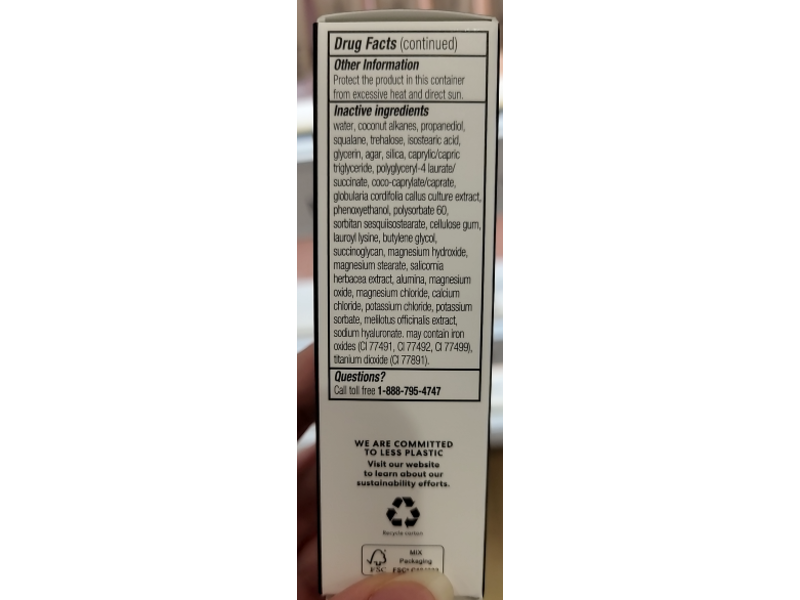 Drug Facts (continued)
Other Information
Protect the product in this container
from excessive heat and direct sun.
Inactive ingredients
water, coconut alkanes, propanediol,
squalane, trehalose, isostearic acid,
glycerin, agar, silica, caprylic/capric
triglyceride, polyglyceryl-4 laurate/
succinate, coco-caprylate/caprate,
globularia cordifolia callus culture extract,
phenoxyethanol, polysorbate 60,
sorbitan sesquiisostearate, cellulose gum,
lauroyl lysine, butylene glycol,
succinoglycan, magnesium hydroxide,
magnesium stearate, salicornia
herbacea extract, alumina, magnesium
oxide, magnesium chloride, calcium
chloride, potassium chloride, potassium
sorbate, melilotus officinalis extract,
sodium hyaluronate. may contain iron
oxides (CI 77491, CI 77492, CI 77499),
titanium dioxide (CI 77891).
Questions?
Call toll free 1-888-795-4747
WE ARE COMMITTED
TO LESS PLASTIC
Visit our website
to learn about our
sustainability efforts.
Recycle carton
MIX
Packaging
FSC